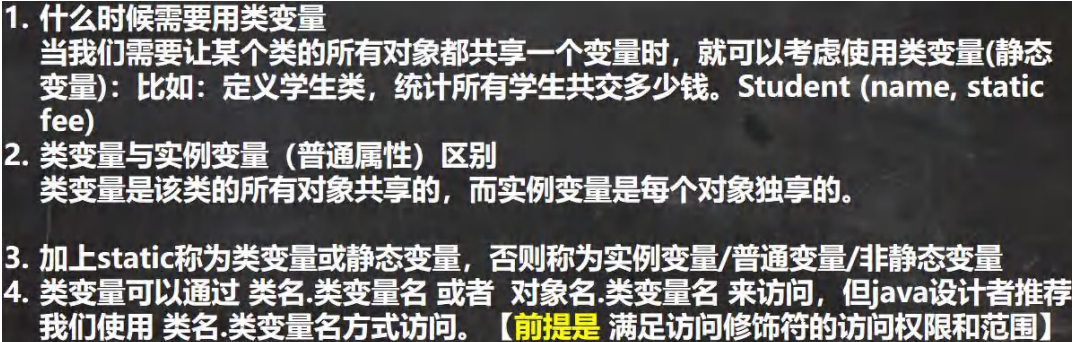 1. 什么时候需要用类变量
当我们需要让某个类的所有对象都共享一个变量时，就可以考虑使用类变量(静态
变量)：比如：定义学生类，统计所有学生共交多少钱。Student (name, static
fee)
2. 类变量与实例变量（普通属性）区别
类变量是该类的所有对象共享的，而实例变量是每个对象独享的。
3. 加上static称为类变量或静态变量，否则称为实例变量/普通变量/非静态变量
4. 类变量可以通过 类名.类变量名 或者 对象名.类变量名 来访问，但java设计者推荐
我们使用 类名.类变量名方式访问。【前提是 满足访问修饰符的访问权限和范围】